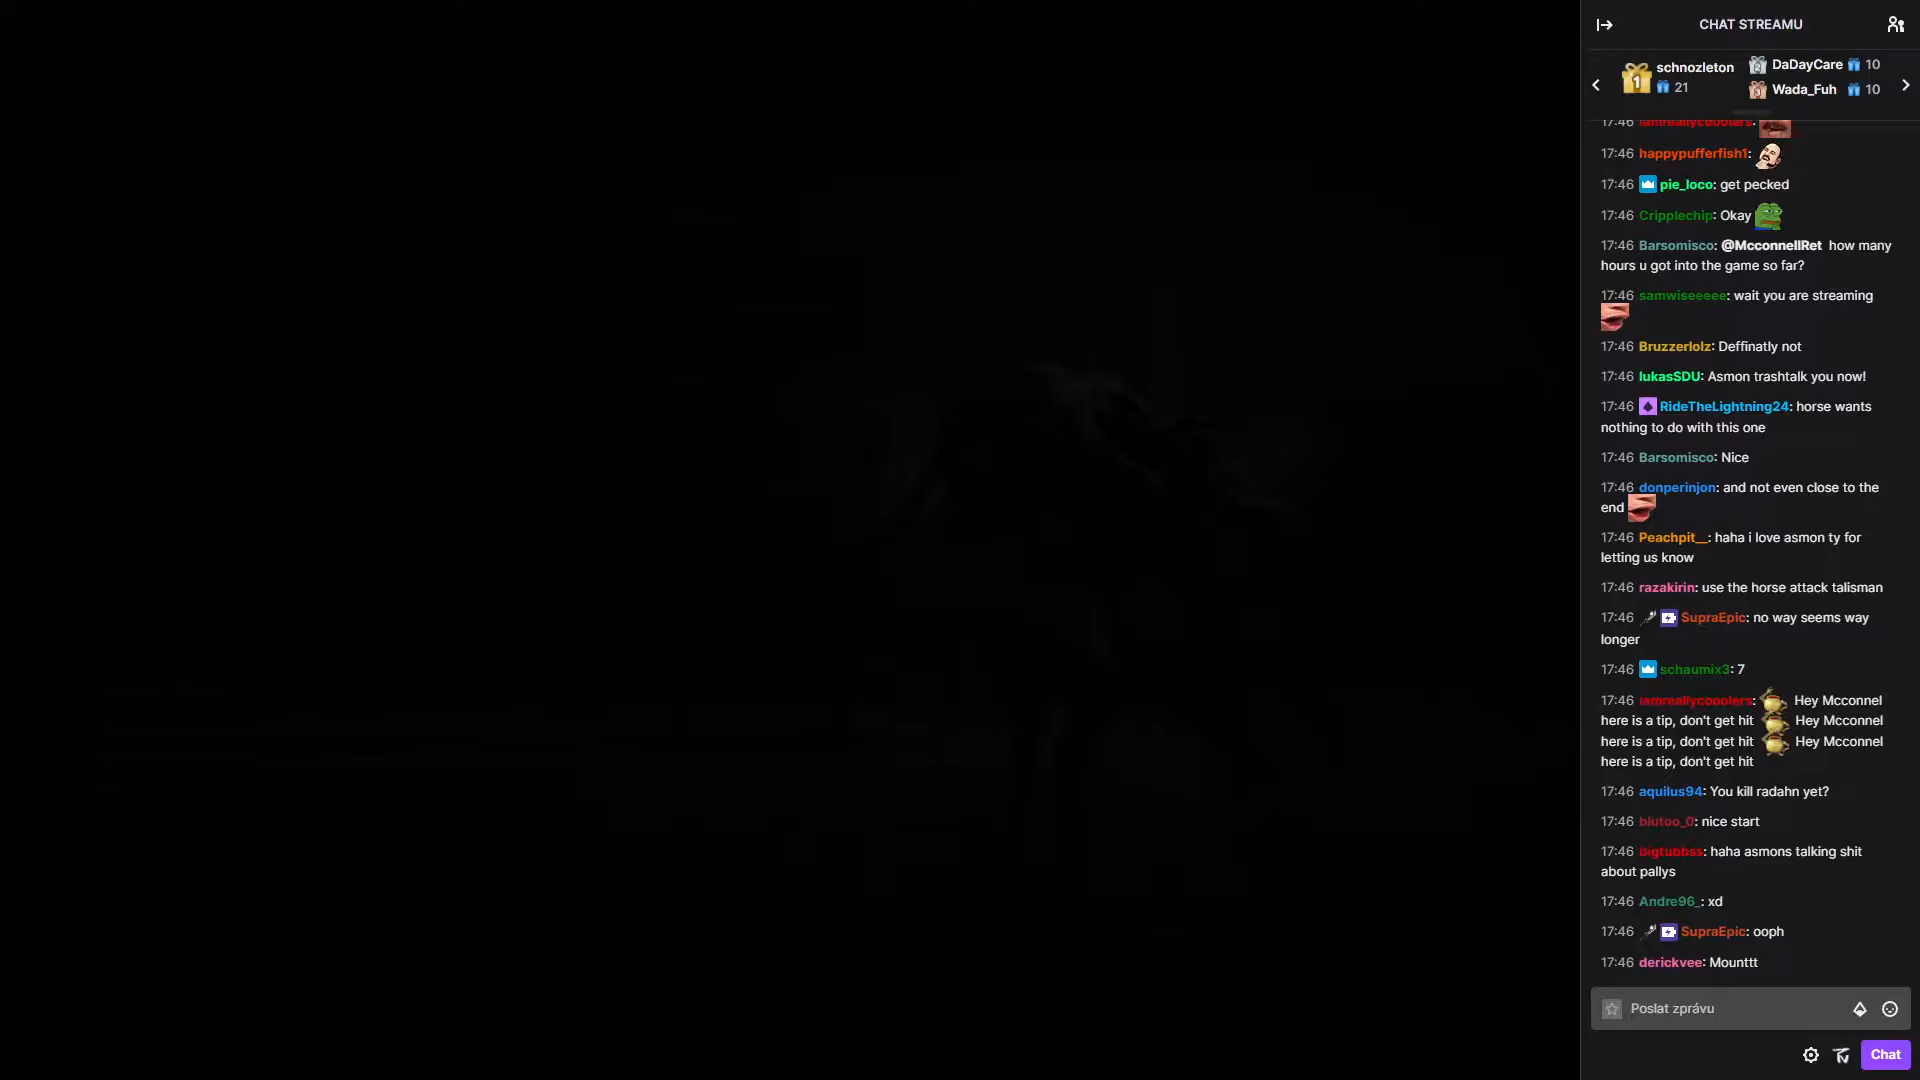 CHAT STREAMU
schnozleton
21
DaDayCare 10
Wada_Fuh 10
17:46 iamreallycooolers:
17:46 happypufferfish1:
17:46 pie_loco: get pecked
17:46 Cripplechip: Okay
17:46 Barsomisco: @McconnellRet how many
hours u got into the game so far?
17:46 samwiseeeee: wait you are streaming
17:46 Bruzzerlolz: Deffinatly not
17:46 lukasSDU: Asmon trashtalk you now!
17:46 RideTheLightning24: horse wants
nothing to do with this one
17:46 Barsomisco: Nice
17:46 donperinjon: and not even close to the
end
17:46 Peachpit__: haha i love asmon ty for
letting us know
17:46 razakirin: use the horse attack talisman
17:46 SupraEpic: no way seems way
longer
17:46 schaumix3: 7
17:46 iamreallycooolers: Hey Mcconnel
here is a tip, don't get hit Hey Mcconnel
here is a tip, don't get hit Hey Mcconnel
here is a tip, don't get hit
17:46 aquilus94: You kill radahn yet?
17:46 blutoo_0: nice start
17:46 bigtubbss: haha asmons talking shit
about pallys
17:46 Andre96_: xd
17:46 SupraEpic: ooph
17:46 derickvee: Mounttt
Poslat zprávu
Chat